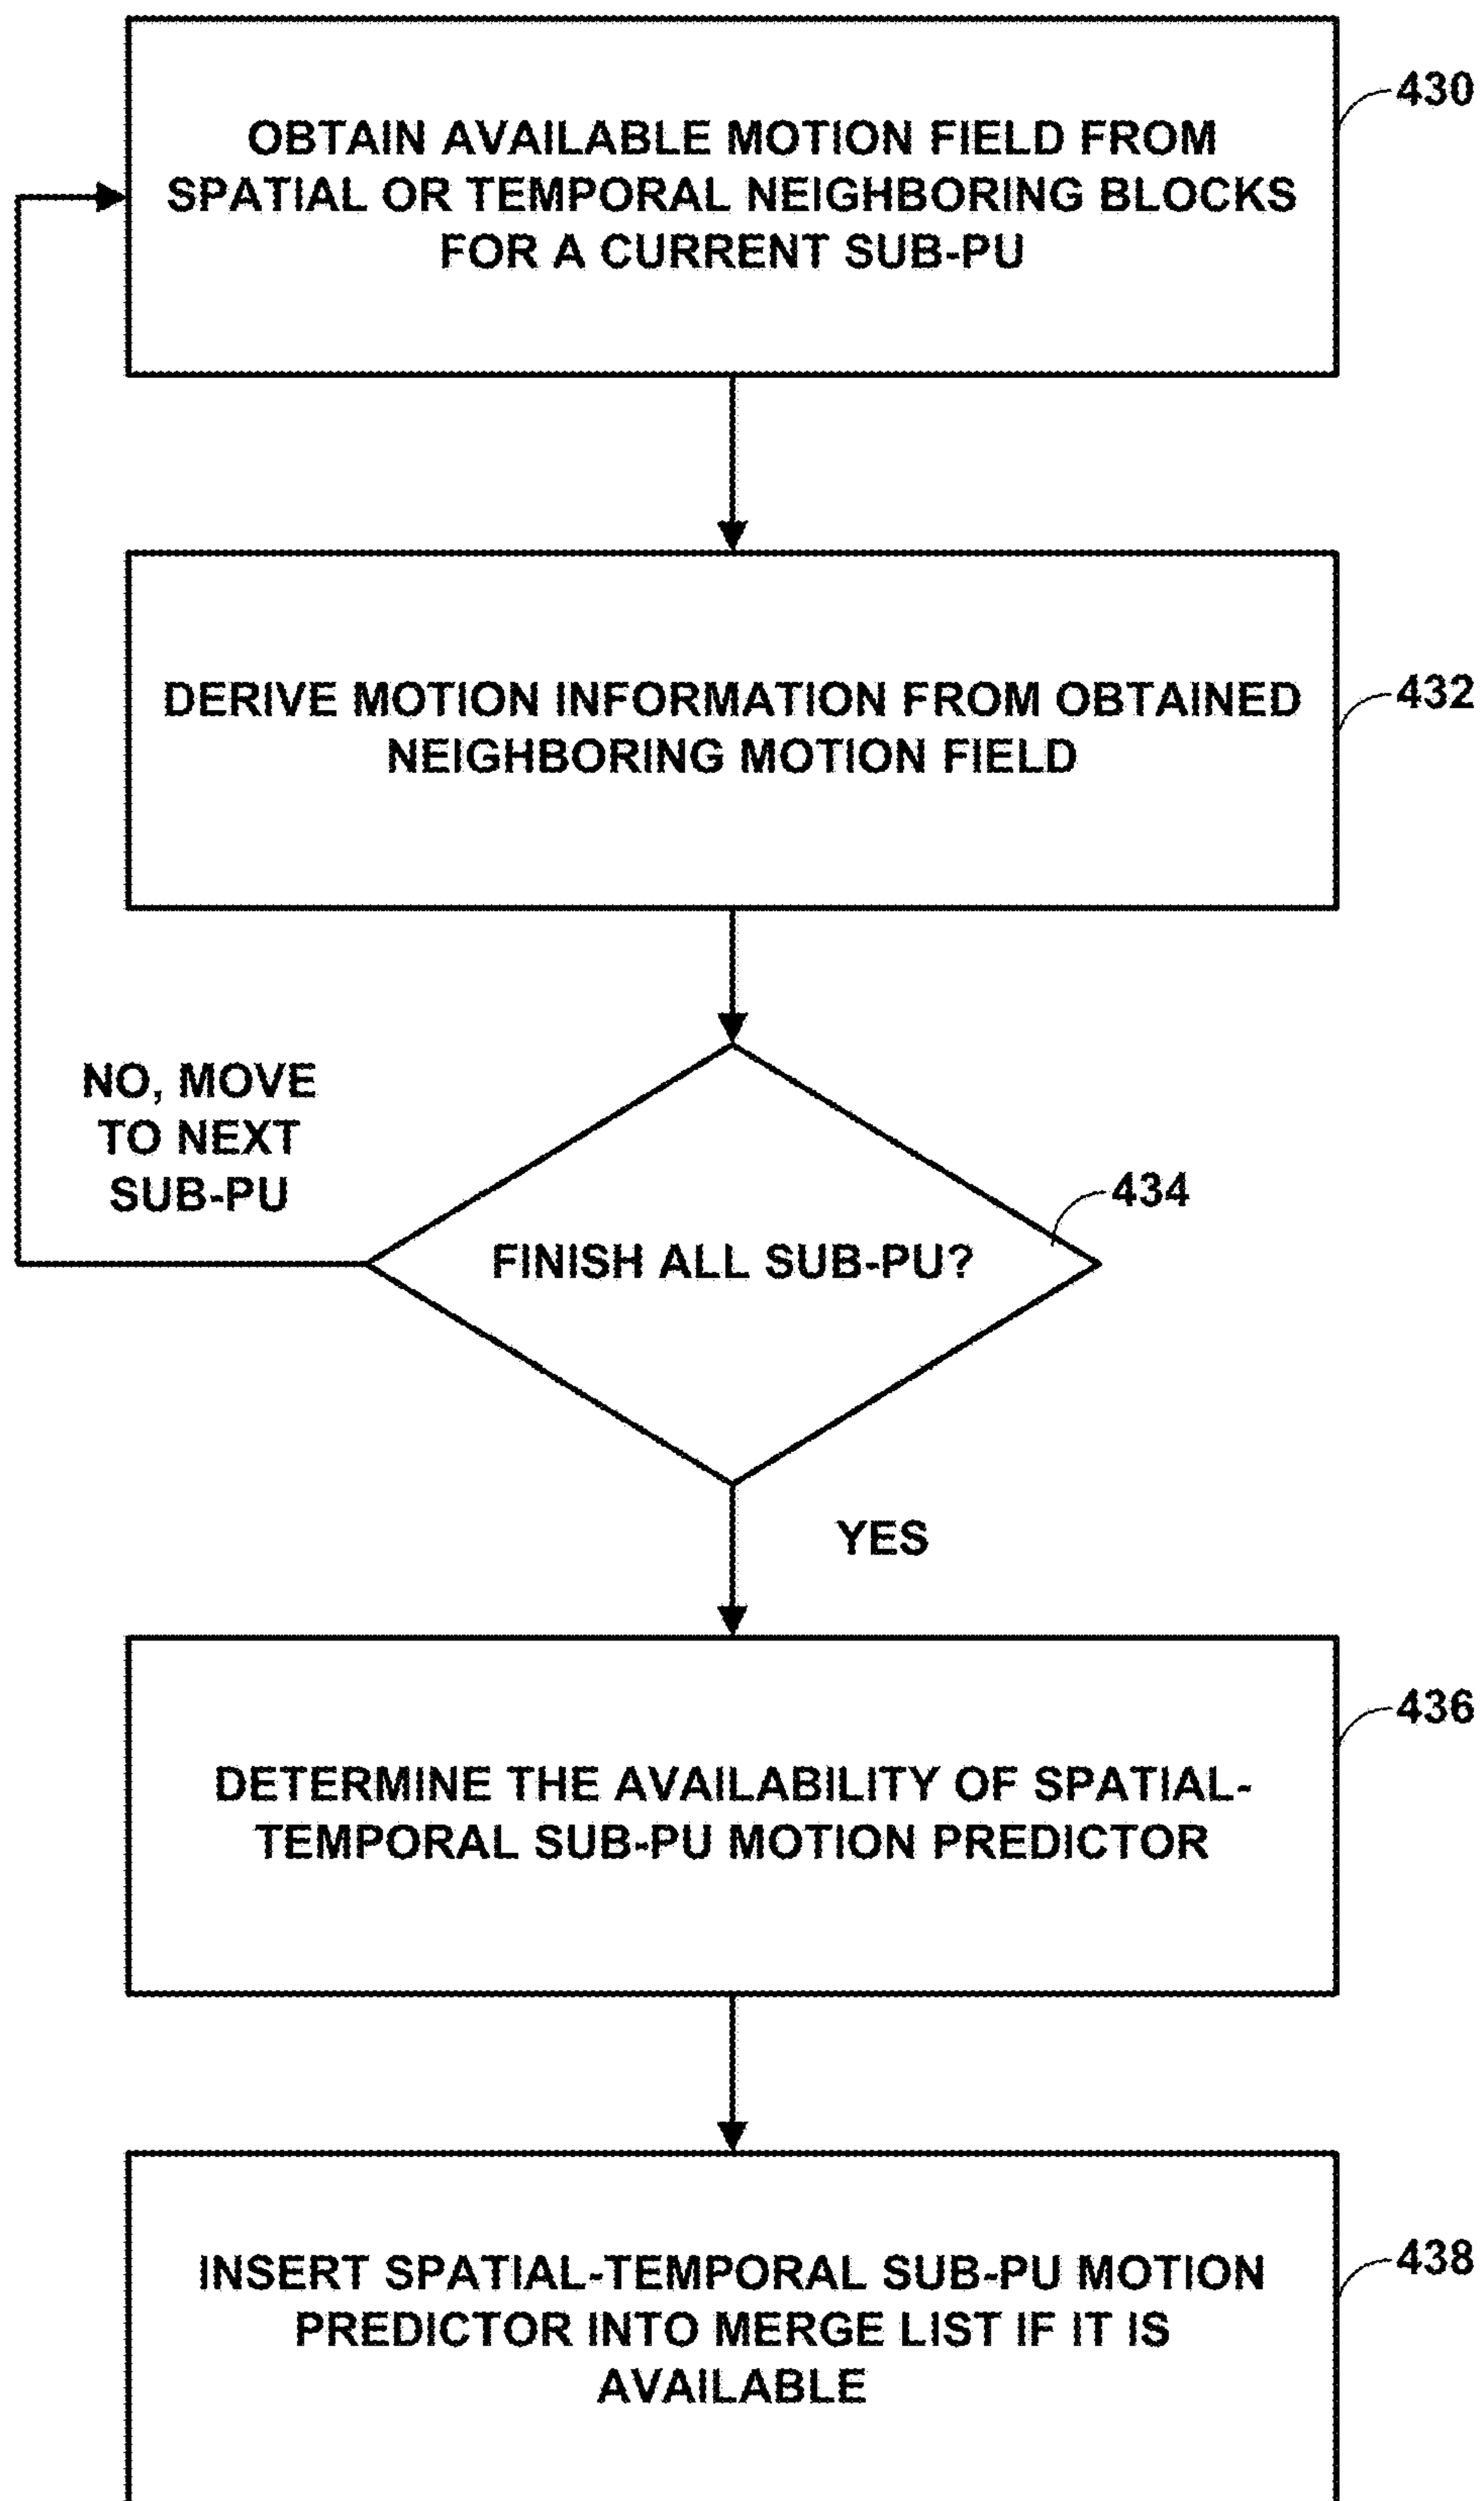 430
OBTAIN AVAILABLE MOTION FIELD FROM
SPATIAL OR TEMPORAL NEIGHBORING BLOCKS
FOR A CURRENT SUB-PU
432
DERIVE MOTION INFORMATION FROM OBTAINED
NEIGHBORING MOTION FIELD
NO, MOVE
TO NEXT
SUB-PU
434
FINISH ALL SUB-PU?
YES
436
DETERMINE THE AVAILABILITY OF SPATIAL-
TEMPORAL SUB-PU MOTION PREDICTOR
438
INSERT SPATIAL-TEMPORAL SUB-PU MOTION
PREDICTOR INTO MERGE LIST IF IT IS
AVAILABLE